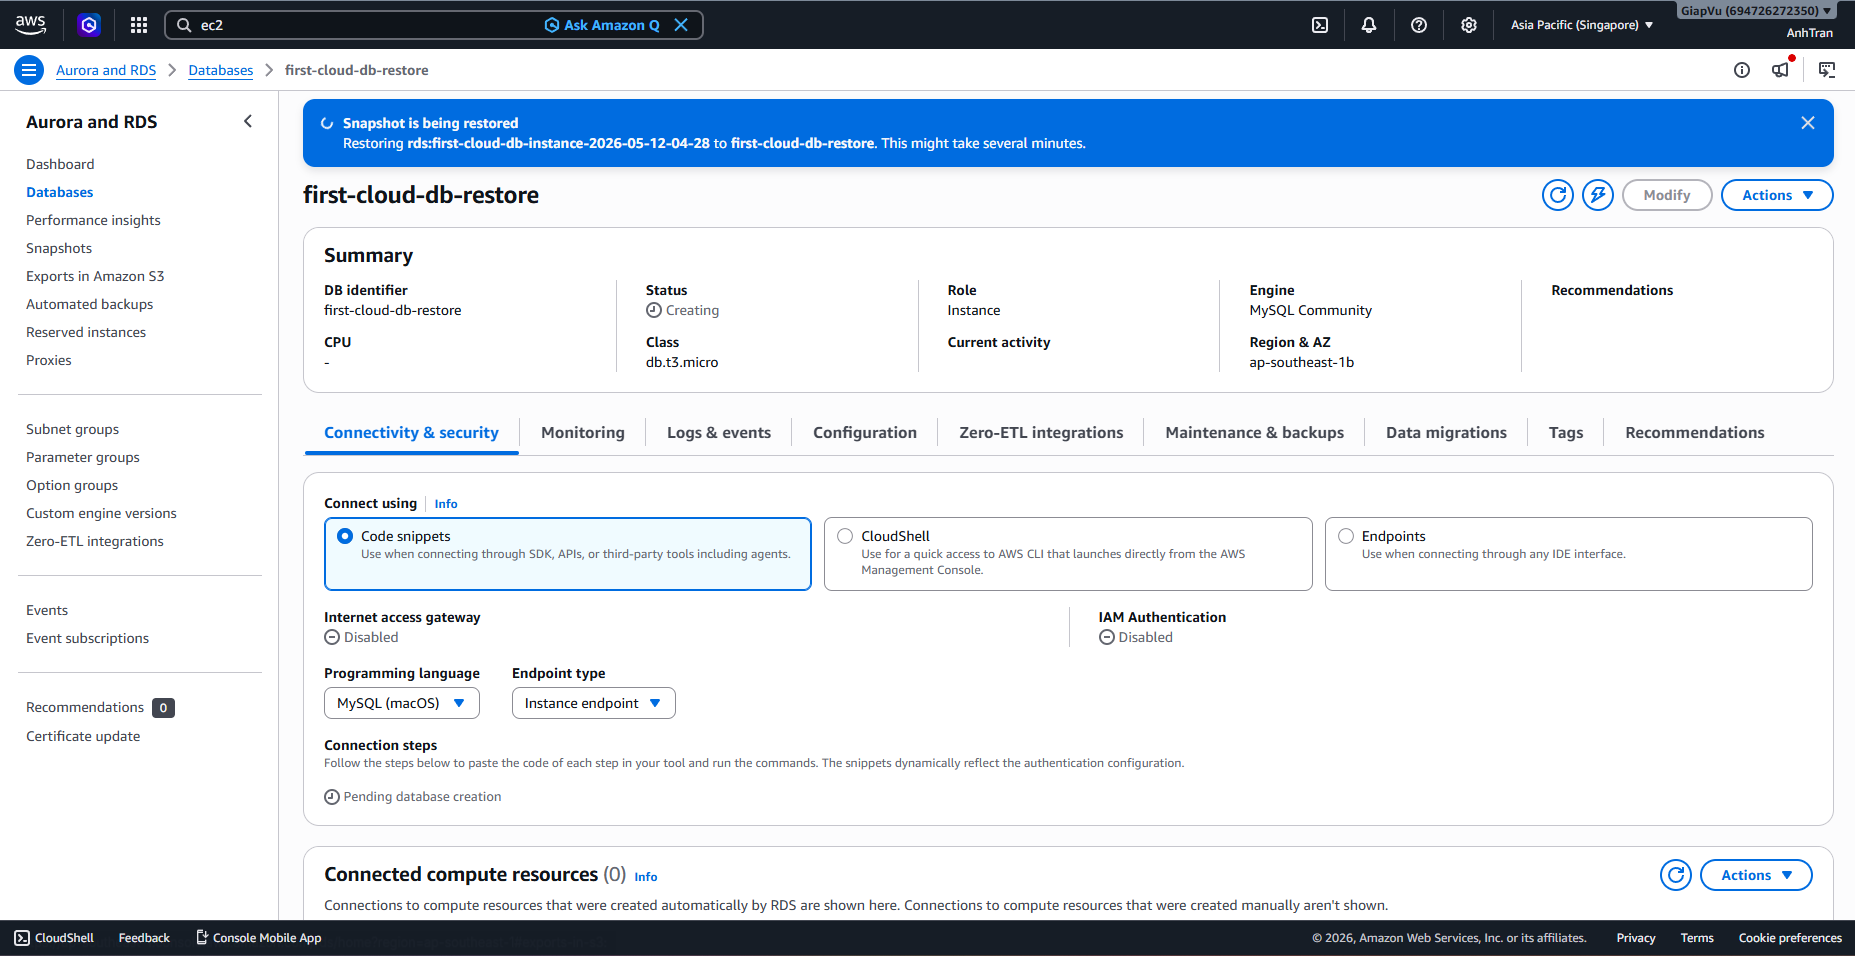 aws
ec2
Ask Amazon Q
Asia Pacific (Singapore)
GiapVu (694726272350)
AnhTran
Aurora and RDS
Databases
first-cloud-db-restore
Aurora and RDS
Dashboard
Databases
Performance insights
Snapshots
Exports in Amazon S3
Automated backups
Reserved instances
Proxies
Subnet groups
Parameter groups
Option groups
Custom engine versions
Zero-ETL integrations
Events
Event subscriptions
Recommendations 0
Certificate update
Snapshot is being restored
Restoring rds:first-cloud-db-instance-2026-05-12-04-28 to first-cloud-db-restore. This might take several minutes.
first-cloud-db-restore
Modify
Actions
Summary
DB identifier
first-cloud-db-restore
CPU
-
Status
Creating
Class
db.t3.micro
Role
Instance
Current activity
Engine
MySQL Community
Region & AZ
ap-southeast-1b
Recommendations
Connectivity & security
Monitoring
Logs & events
Configuration
Zero-ETL integrations
Maintenance & backups
Data migrations
Tags
Recommendations
Connect using
Info
Code snippets
Use when connecting through SDK, APIs, or third-party tools including agents.
CloudShell
Use for a quick access to AWS CLI that launches directly from the AWS
Management Console.
Endpoints
Use when connecting through any IDE interface.
Internet access gateway
Disabled
IAM Authentication
Disabled
Programming language
MySQL (macOS)
Endpoint type
Instance endpoint
Connection steps
Follow the steps below to paste the code of each step in your tool and run the commands. The snippets dynamically reflect the authentication configuration.
Pending database creation
Connected compute resources (0) Info
Actions
Connections to compute resources that were created automatically by RDS are shown here. Connections to compute resources that were created manually aren't shown.
CloudShell
Feedback
Console Mobile App
© 2026, Amazon Web Services, Inc. or its affiliates.
Privacy
Terms
Cookie preferences